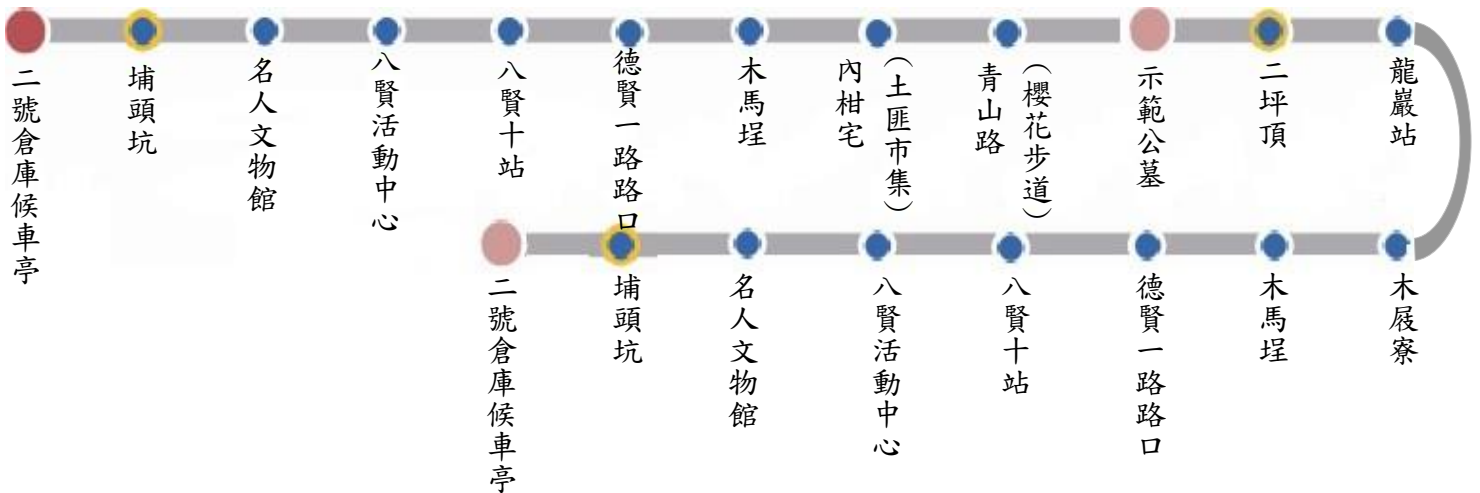 二號倉庫候車亭
埔頭坑
名人文物館
八賢活動中心
八賢十站
德賢一路路口
木馬埕
內柑宅
(土匪市集)
青山路
(櫻花步道)
示範公墓
二坪頂
龍巖站
二號倉庫候車亭
埔頭坑
名人文物館
八賢活動中心
八賢十站
德賢一路路口
木馬埕
木屐寮